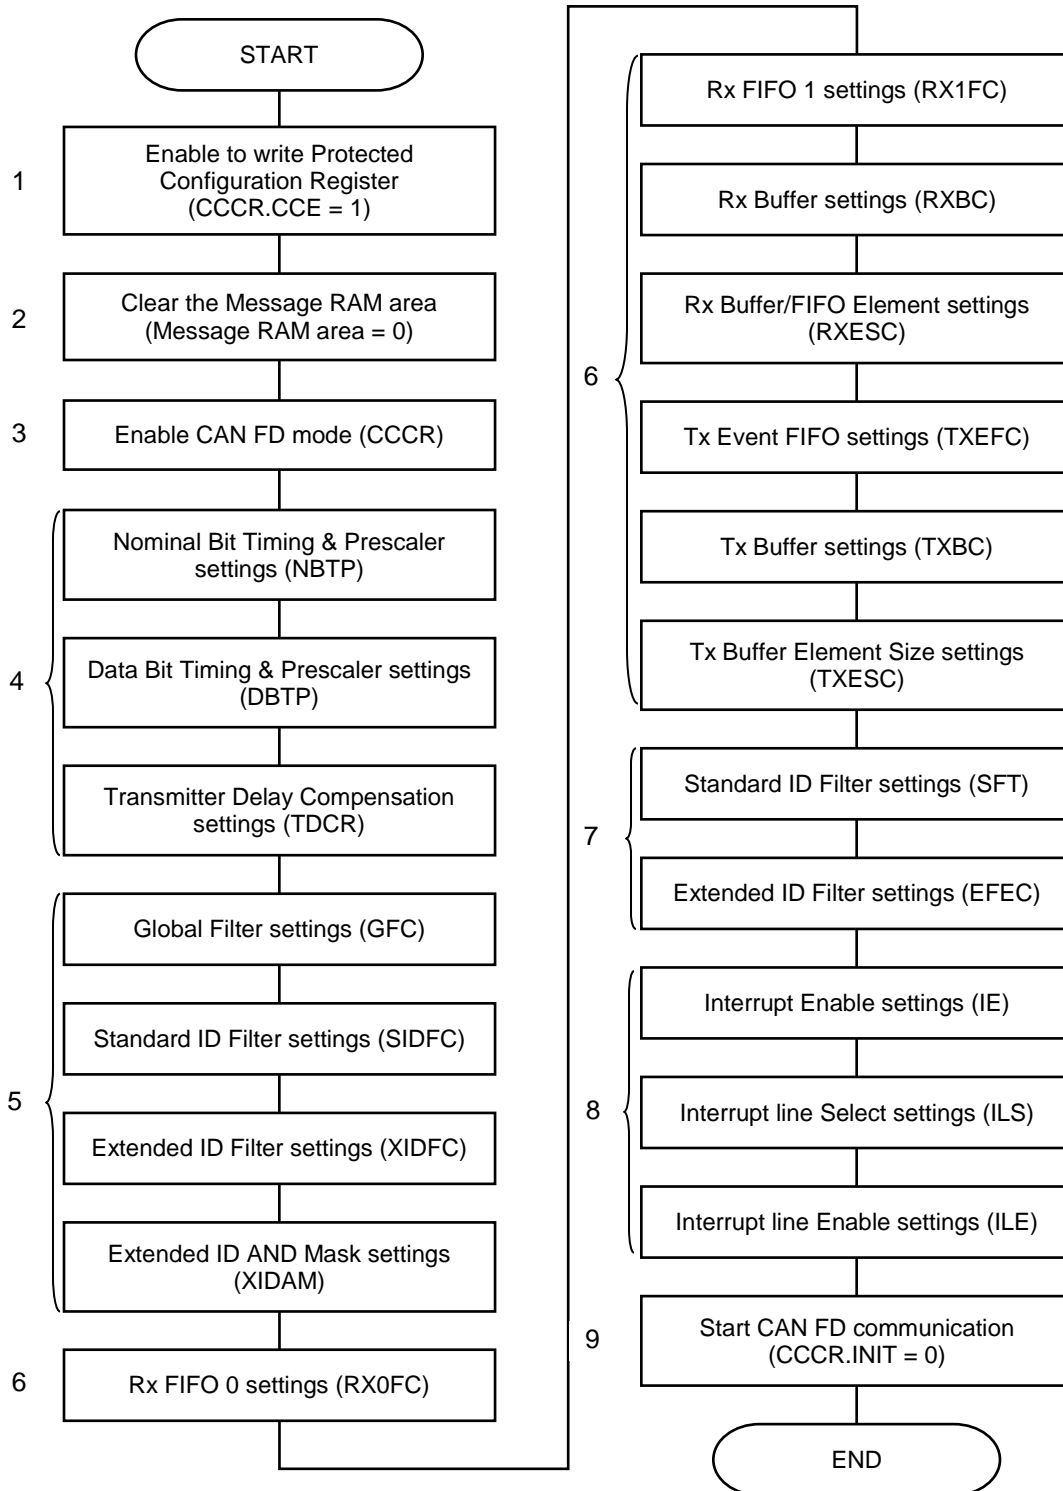 START
1
Enable to write Protected
Configuration Register
(CCCR.CCE = 1)
2
Clear the Message RAM area
(Message RAM area = 0)
3
Enable CAN FD mode (CCCR)
4
Nominal Bit Timing & Prescaler
settings (NBTP)
Data Bit Timing & Prescaler settings
(DBTP)
Transmitter Delay Compensation
settings (TDCR)
5
Global Filter settings (GFC)
Standard ID Filter settings (SIDFC)
Extended ID Filter settings (XIDFC)
Extended ID AND Mask settings
(XIDAM)
6
Rx FIFO 0 settings (RX0FC)
6
Rx FIFO 1 settings (RX1FC)
Rx Buffer settings (RXBC)
Rx Buffer/FIFO Element settings
(RXESC)
Tx Event FIFO settings (TXEFC)
Tx Buffer settings (TXBC)
Tx Buffer Element Size settings
(TXESC)
7
Standard ID Filter settings (SFT)
Extended ID Filter settings (EFEC)
8
Interrupt Enable settings (IE)
Interrupt line Select settings (ILS)
Interrupt line Enable settings (ILE)
9
Start CAN FD communication
(CCCR.INIT = 0)
END